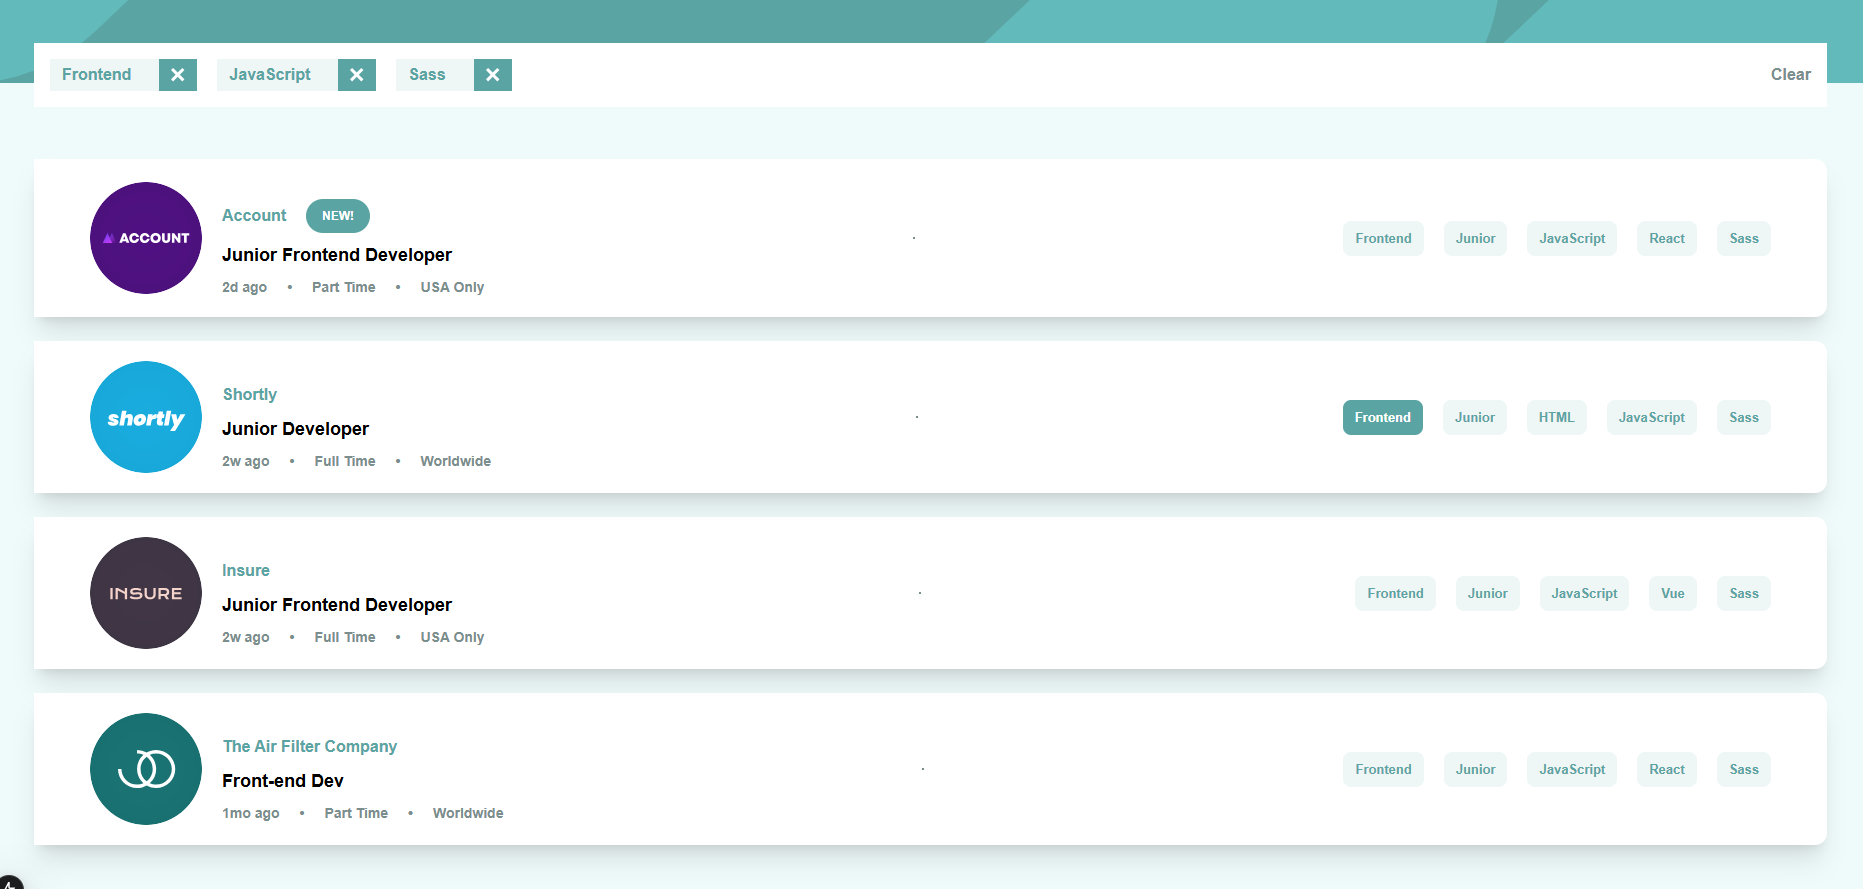 Frontend JavaScript Sass Clear
ACCOUNT
Account NEW!
Junior Frontend Developer
2d ago • Part Time • USA Only
Frontend Junior JavaScript React Sass
shortly
Shortly
Junior Developer
2w ago • Full Time • Worldwide
Frontend Junior HTML JavaScript Sass
INSURE
Insure
Junior Frontend Developer
2w ago • Full Time • USA Only
Frontend Junior JavaScript Vue Sass
The Air Filter Company
Front-end Dev
1mo ago • Part Time • Worldwide
Frontend Junior JavaScript React Sass